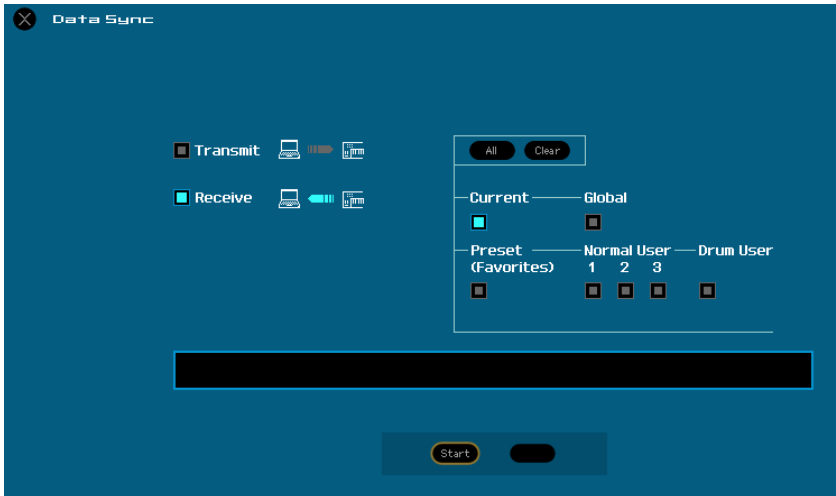 Data Sync
Transmit
Receive
All Clear
Current Global
Preset Normal User Drum User
(Favorites) 1 2 3
Start